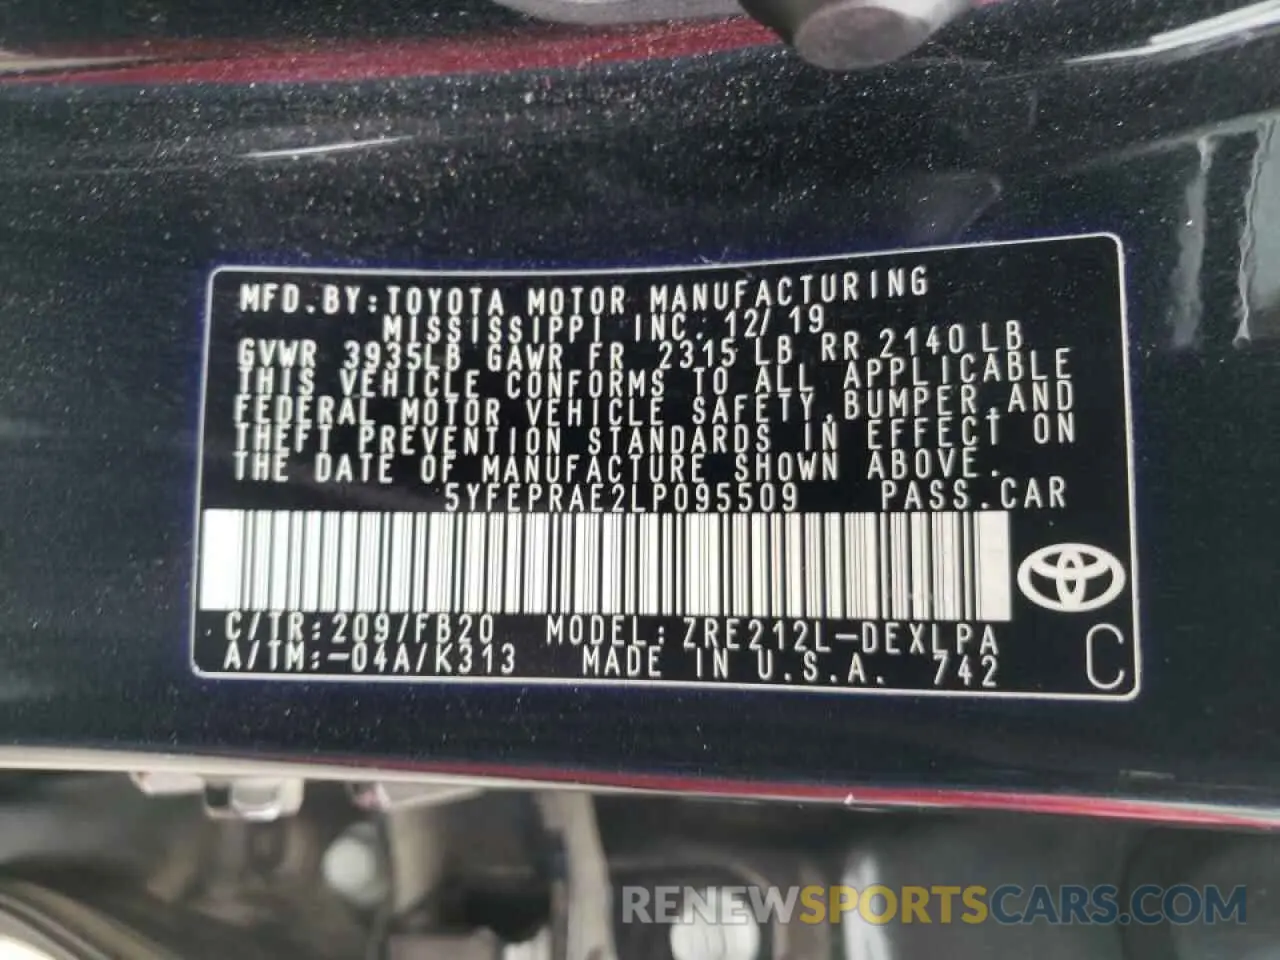 MFD.BY:TOYOTA MOTOR MANUFACTURING
MISSISSIPPI INC. 12/19
GVWR 3935LB GAWR FR 2315 LB RR 2140 LB
THIS VEHICLE CONFORMS TO ALL APPLICABLE
FEDERAL MOTOR VEHICLE SAFETY,BUMPER,AND
THEFT PREVENTION STANDARDS IN EFFECT ON
THE DATE OF MANUFACTURE SHOWN ABOVE.
5YFEPRAE2LP095509 PASS.CAR
C/TR:209/FB20 MODEL:ZRE212L-DEXLPA
A/TM:-04A/K313 MADE IN U.S.A. 742
C
RENEWSPORTSCARS.COM